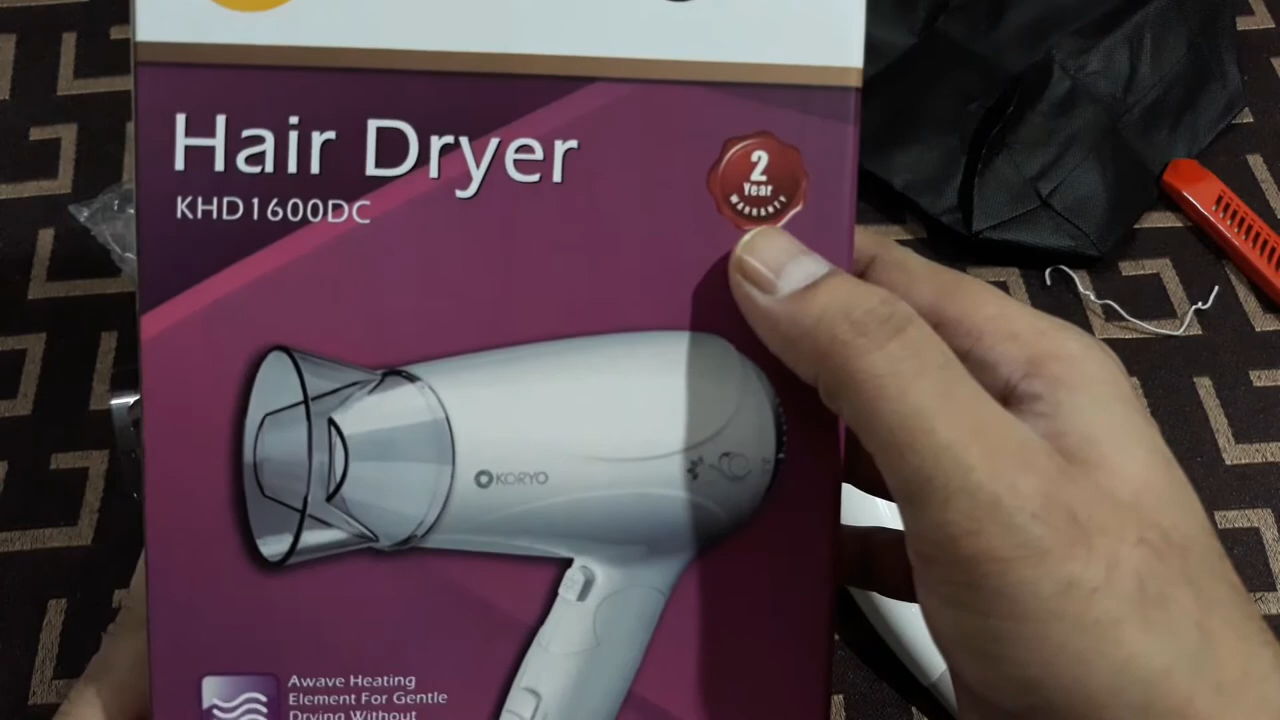 Hair Dryer
KHD1600DC
2
Year
WARRANTY
KORYO
Awave Heating
Element For Gentle
Drying Without